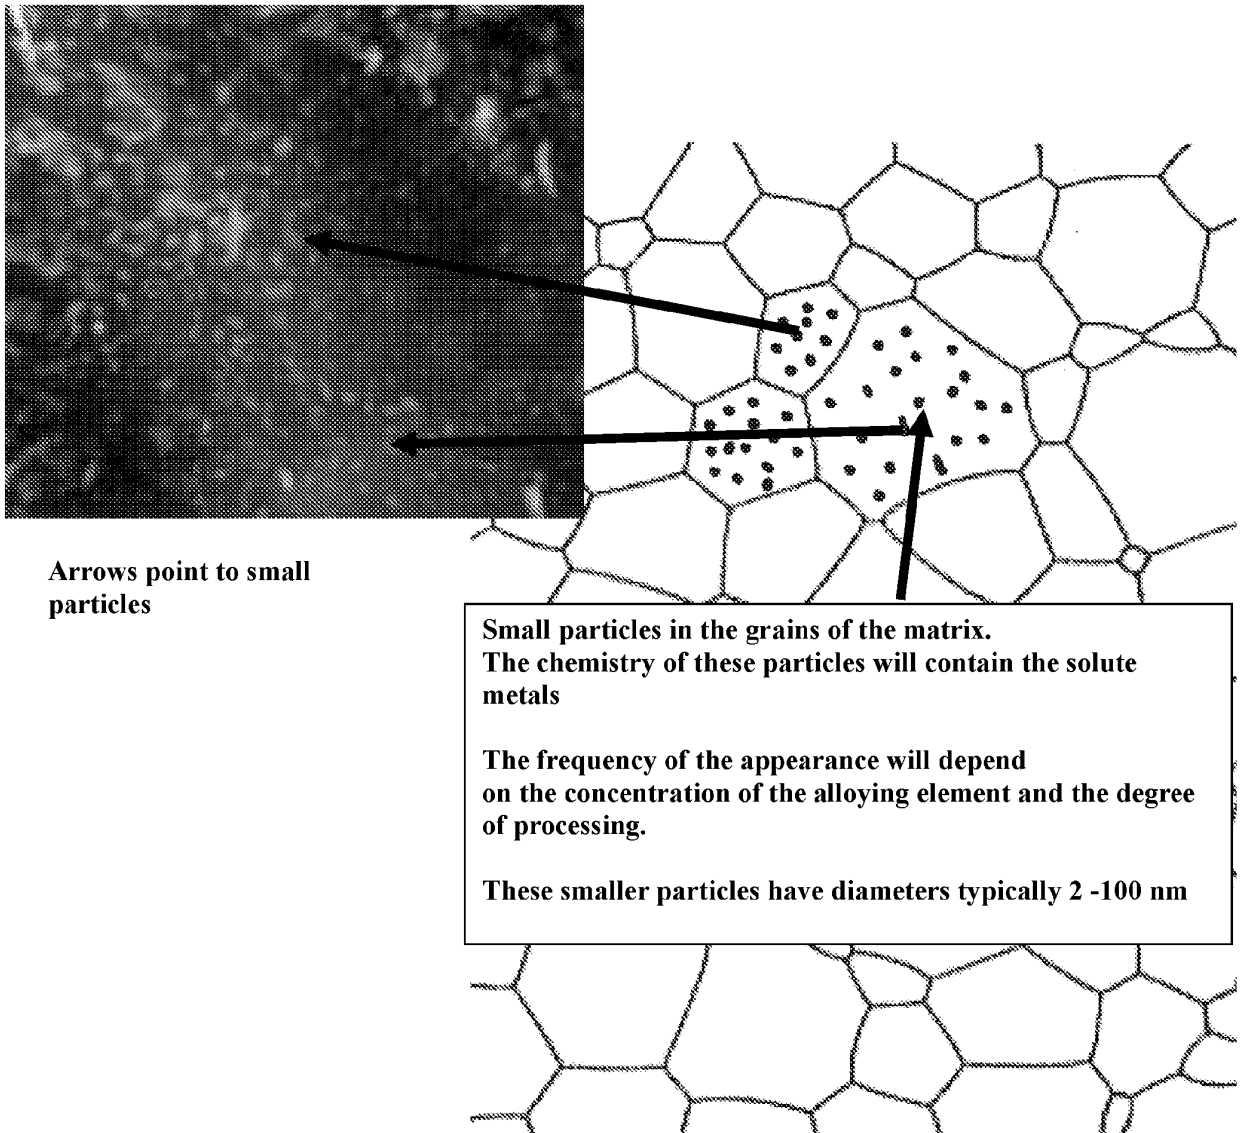 Arrows point to small
particles
Small particles in the grains of the matrix.
The chemistry of these particles will contain the solute
metals
The frequency of the appearance will depend
on the concentration of the alloying element and the degree
of processing.
These smaller particles have diameters typically 2 -100 nm